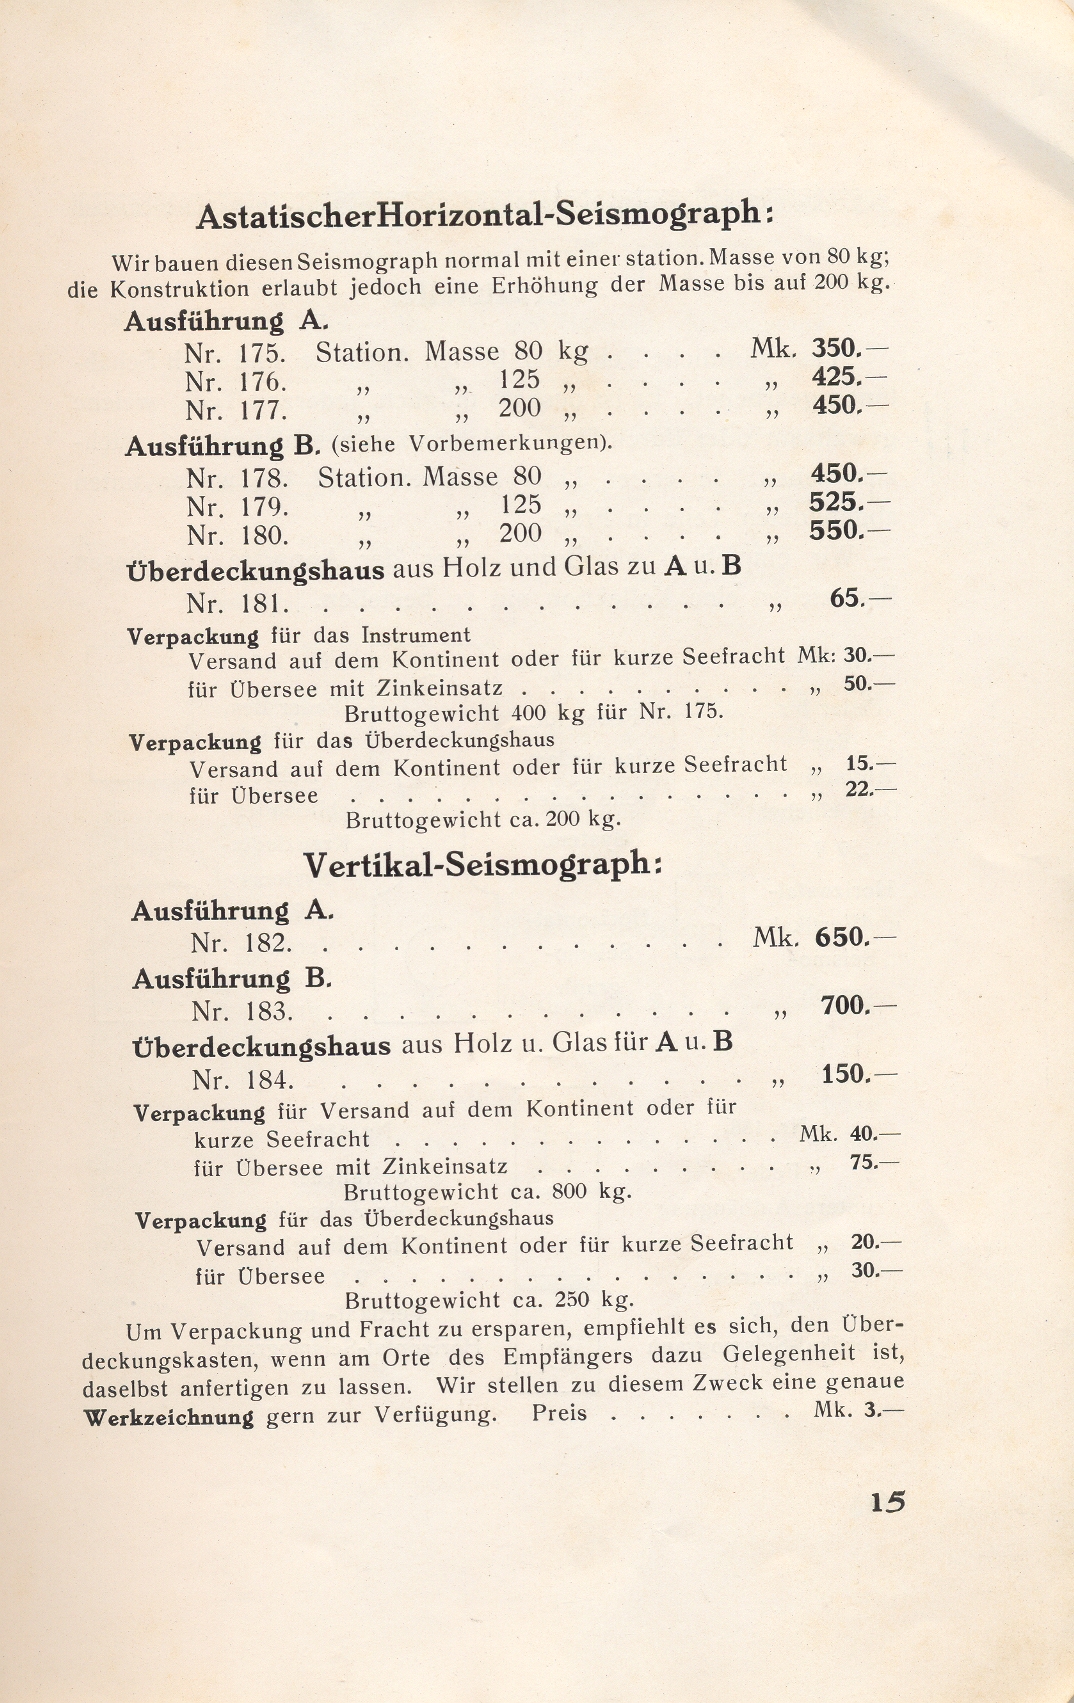 Astatischer Horizontal-Seismograph:
Wir bauen diesen Seismograph normal mit einer station. Masse von 80 kg;
die Konstruktion erlaubt jedoch eine Erhöhung der Masse bis auf 200 kg.
Ausführung A.
Nr. 175. Station. Masse 80 kg . . . . Mk. 350.—
Nr. 176. „ „ 125 „ . . . . „ 425.—
Nr. 177. „ „ 200 „ . . . . „ 450.—
Ausführung B. (siehe Vorbemerkungen).
Nr. 178. Station. Masse 80 „ . . . . „ 450.—
Nr. 179. „ „ 125 „ . . . . „ 525.—
Nr. 180. „ „ 200 „ . . . . „ 550.—
Überdeckungshaus aus Holz und Glas zu A u. B
Nr. 181. . . . . . . . . . . . . . „ 65.—
Verpackung für das Instrument
Versand auf dem Kontinent oder für kurze Seefracht Mk: 30.—
für Übersee mit Zinkeinsatz . . . . . . . . . . „ 50.—
Bruttogewicht 400 kg für Nr. 175.
Verpackung für das Überdeckungshaus
Versand auf dem Kontinent oder für kurze Seefracht „ 15.—
für Übersee . . . . . . . . . . . . . . . . „ 22.—
Bruttogewicht ca. 200 kg.
Vertikal-Seismograph:
Ausführung A.
Nr. 182. . . . . . . . . . . . . Mk. 650.—
Ausführung B.
Nr. 183. . . . . . . . . . . . . „ 700.—
Überdeckungshaus aus Holz u. Glas für A u. B
Nr. 184. . . . . . . . . . . . . „ 150.—
Verpackung für Versand auf dem Kontinent oder für
kurze Seefracht . . . . . . . . . . . . . . Mk. 40.—
für Übersee mit Zinkeinsatz . . . . . . . . . „ 75.—
Bruttogewicht ca. 800 kg.
Verpackung für das Überdeckungshaus
Versand auf dem Kontinent oder für kurze Seefracht „ 20.—
für Übersee . . . . . . . . . . . . . . . . „ 30.—
Bruttogewicht ca. 250 kg.
Um Verpackung und Fracht zu ersparen, empfiehlt es sich, den Über-
deckungskasten, wenn am Orte des Empfängers dazu Gelegenheit ist,
daselbst anfertigen zu lassen. Wir stellen zu diesem Zweck eine genaue
Werkzeichnung gern zur Verfügung. Preis . . . . . . . Mk. 3.—
15